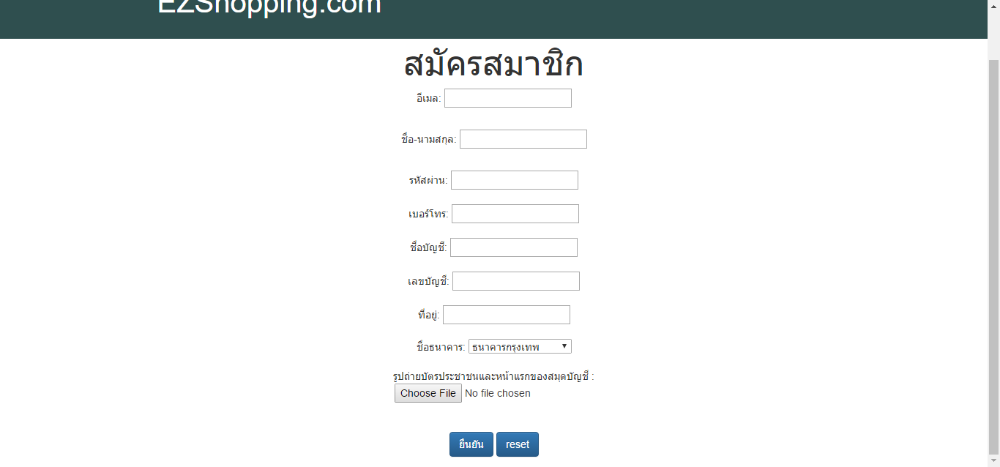 EZShopping.com
สมัครสมาชิก
อีเมล:
ชื่อ-นามสกุล:
รหัสผ่าน:
เบอร์โทร:
ชื่อบัญชี:
เลขบัญชี:
ที่อยู่:
ชื่อธนาคาร: ธนาคารกรุงเทพ
รูปถ่ายบัตรประชาชนและหน้าแรกของสมุดบัญชี :
Choose File No file chosen
ยืนยัน reset